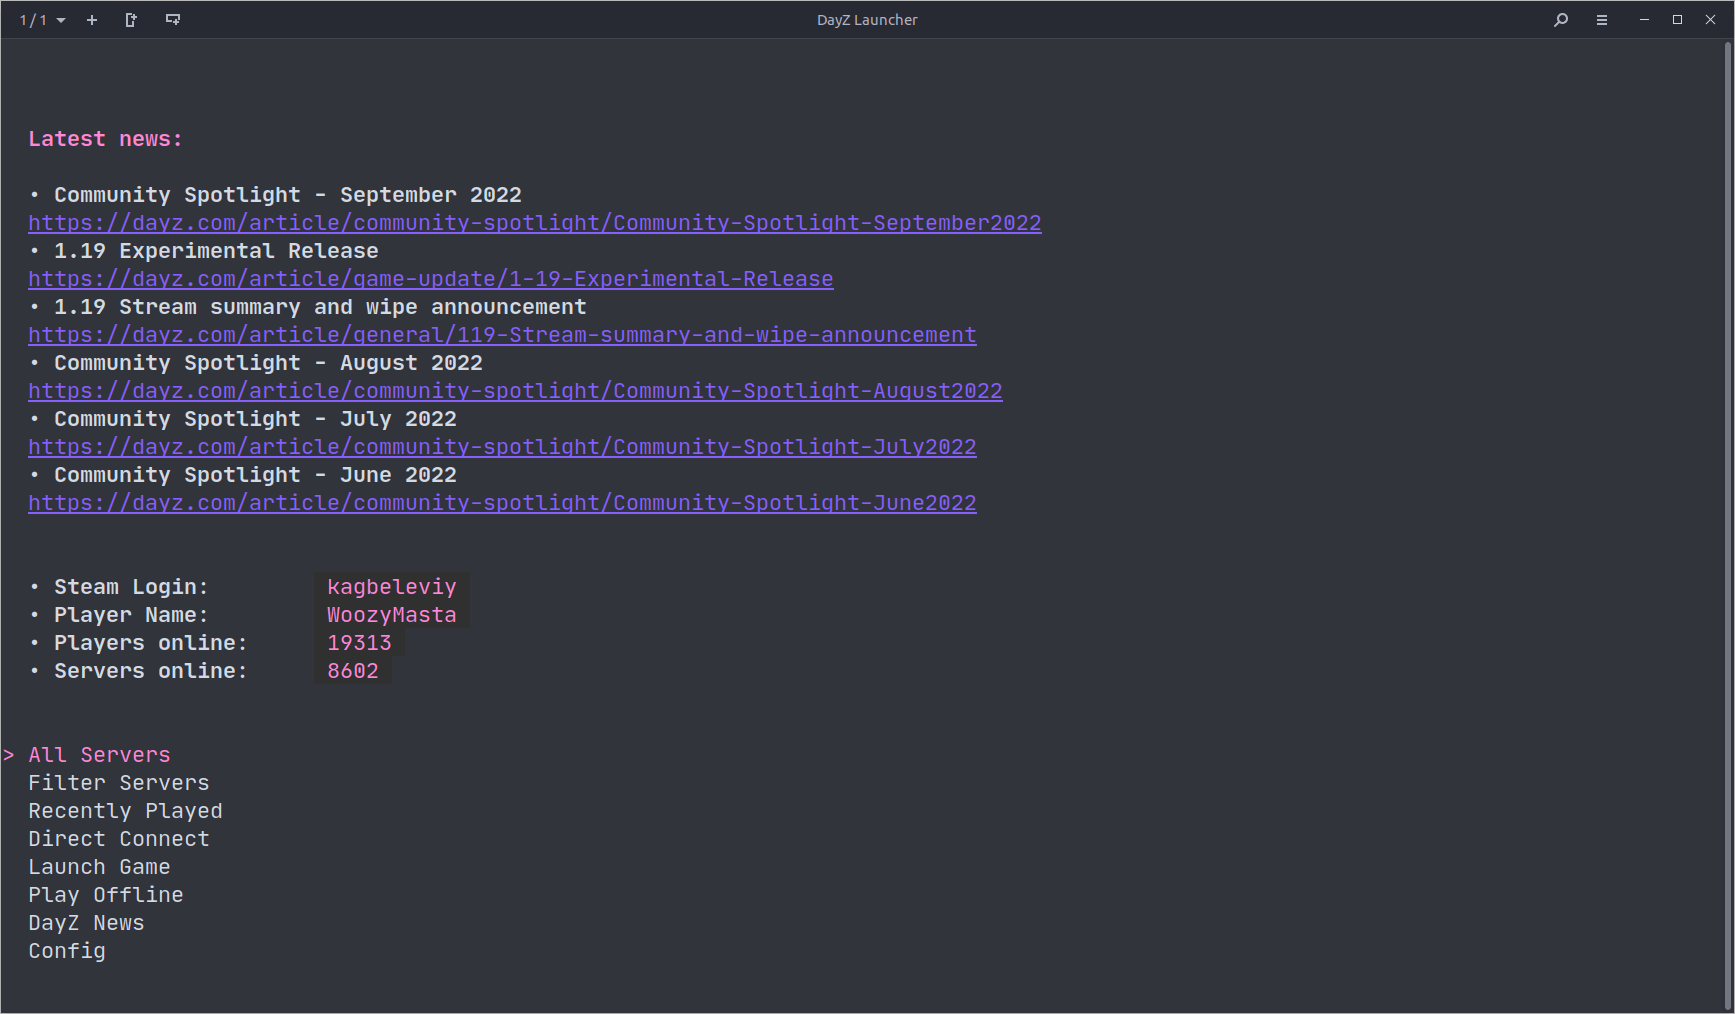 1 / 1
DayZ Launcher
Latest news:
• Community Spotlight - September 2022
https://dayz.com/article/community-spotlight/Community-Spotlight-September2022
• 1.19 Experimental Release
https://dayz.com/article/game-update/1-19-Experimental-Release
• 1.19 Stream summary and wipe announcement
https://dayz.com/article/general/119-Stream-summary-and-wipe-announcement
• Community Spotlight - August 2022
https://dayz.com/article/community-spotlight/Community-Spotlight-August2022
• Community Spotlight - July 2022
https://dayz.com/article/community-spotlight/Community-Spotlight-July2022
• Community Spotlight - June 2022
https://dayz.com/article/community-spotlight/Community-Spotlight-June2022
• Steam Login: kagbeleviy
• Player Name: WoozyMasta
• Players online: 19313
• Servers online: 8602
> All Servers
Filter Servers
Recently Played
Direct Connect
Launch Game
Play Offline
DayZ News
Config